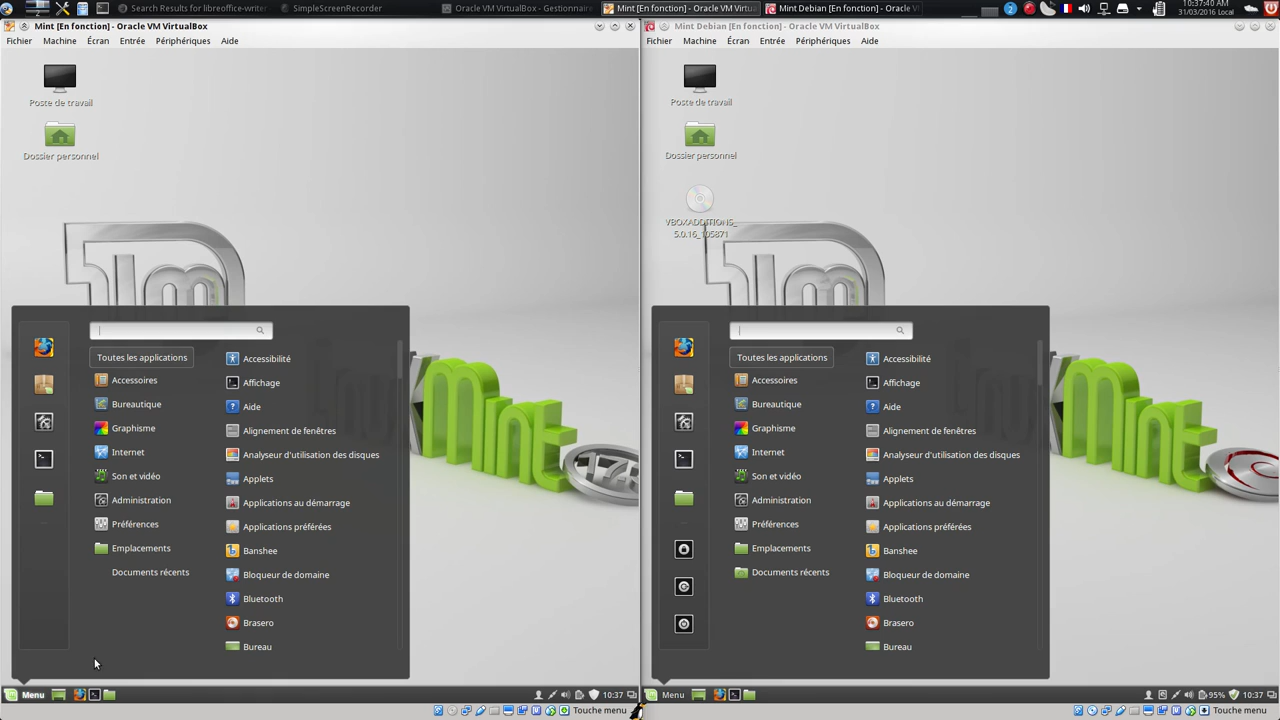 Search Results for libreoffice-writer
SimpleScreenRecorder
Oracle VM VirtualBox - Gestionnair
Mint [En fonction] - Oracle VM Virtu
Mint Debian [En fonction] - Oracle V
2
10:37:40 AM
31/03/2016 Local
Mint [En fonction] - Oracle VM VirtualBox
Fichier Machine Écran Entrée Périphériques Aide
Poste de travail
Dossier personnel
Toutes les applications
Accessoires
Bureautique
Graphisme
Internet
Son et vidéo
Administration
Préférences
Emplacements
Documents récents
Accessibilité
Affichage
Aide
Alignement de fenêtres
Analyseur d'utilisation des disques
Applets
Applications au démarrage
Applications préférées
Banshee
Bloqueur de domaine
Bluetooth
Brasero
Bureau
Menu
10:37
Touche menu
Mint Debian [En fonction] - Oracle VM VirtualBox
Fichier Machine Écran Entrée Périphériques Aide
Poste de travail
Dossier personnel
VBOXADDITIONS_
5.0.16_105871
Toutes les applications
Accessoires
Bureautique
Graphisme
Internet
Son et vidéo
Administration
Préférences
Emplacements
Documents récents
Accessibilité
Affichage
Aide
Alignement de fenêtres
Analyseur d'utilisation des disques
Applets
Applications au démarrage
Applications préférées
Banshee
Bloqueur de domaine
Bluetooth
Brasero
Bureau
Menu
95%
10:37
Touche menu